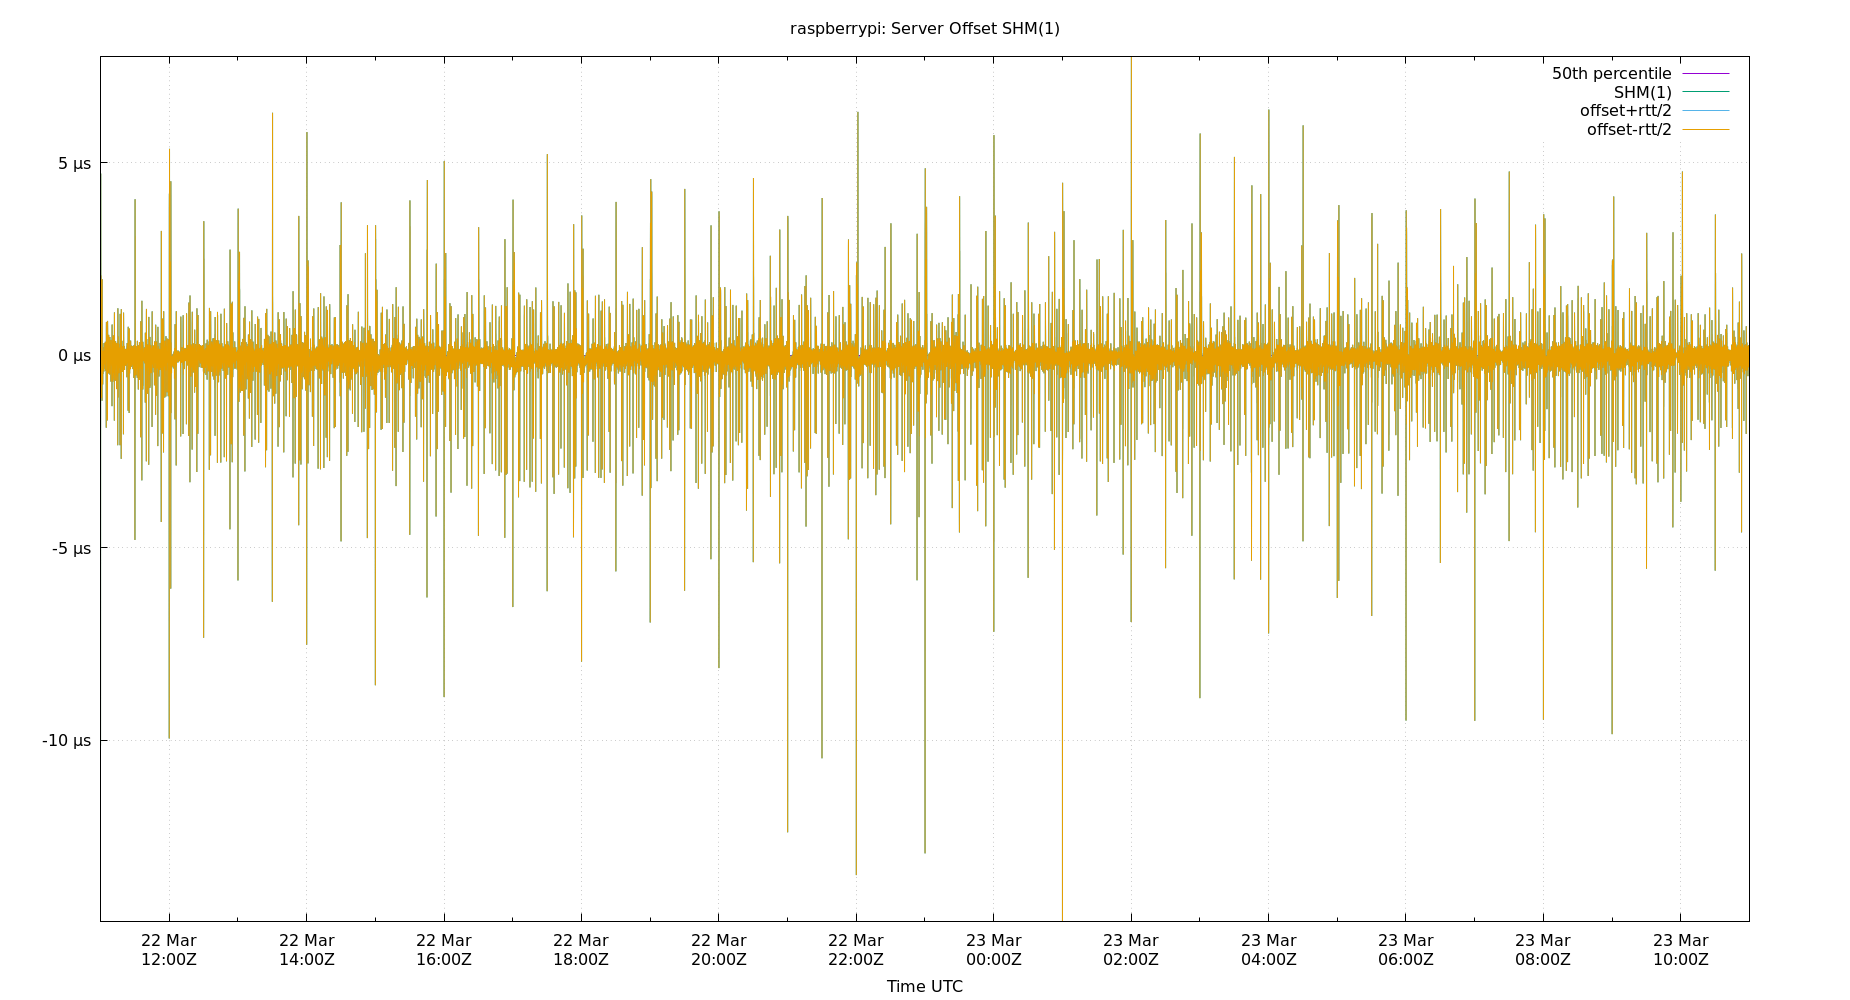 raspberrypi: Server Offset SHM(1)
50th percentile
SHM(1)
offset+rtt/2
offset-rtt/2
5 µs
0 µs
-5 µs
-10 µs
22 Mar 22 Mar 22 Mar 22 Mar 22 Mar 22 Mar 23 Mar 23 Mar 23 Mar 23 Mar 23 Mar 23 Mar
12:00Z 14:00Z 16:00Z 18:00Z 20:00Z 22:00Z 00:00Z 02:00Z 04:00Z 06:00Z 08:00Z 10:00Z
Time UTC